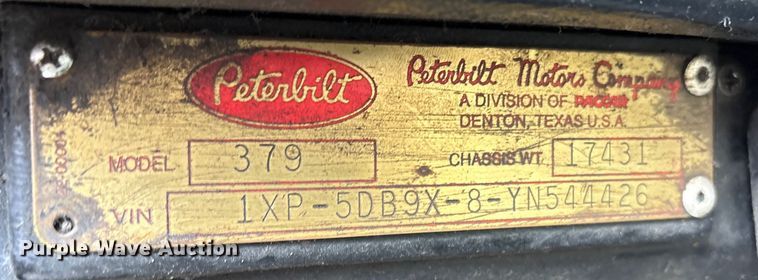 Peterbilt
Peterbilt Motors Company
A DIVISION OF PACCAR
DENTON, TEXAS U.S.A.
MODEL 379
CHASSIS WT. 17431
VIN 1XP-5DB9X-8-YN544426
Purple Wave Auction